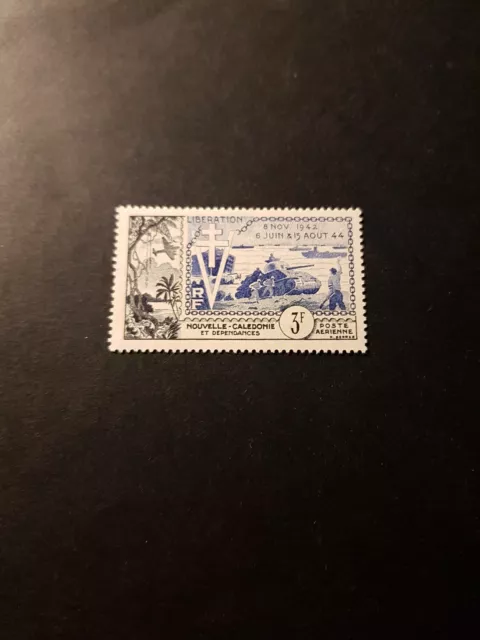 LIBERATION
8 NOV. 1942
6 JUIN & 15 AOUT 44
RF
NOUVELLE-CALEDONIE
ET DEPENDANCES
3F
POSTE
AERIENNE